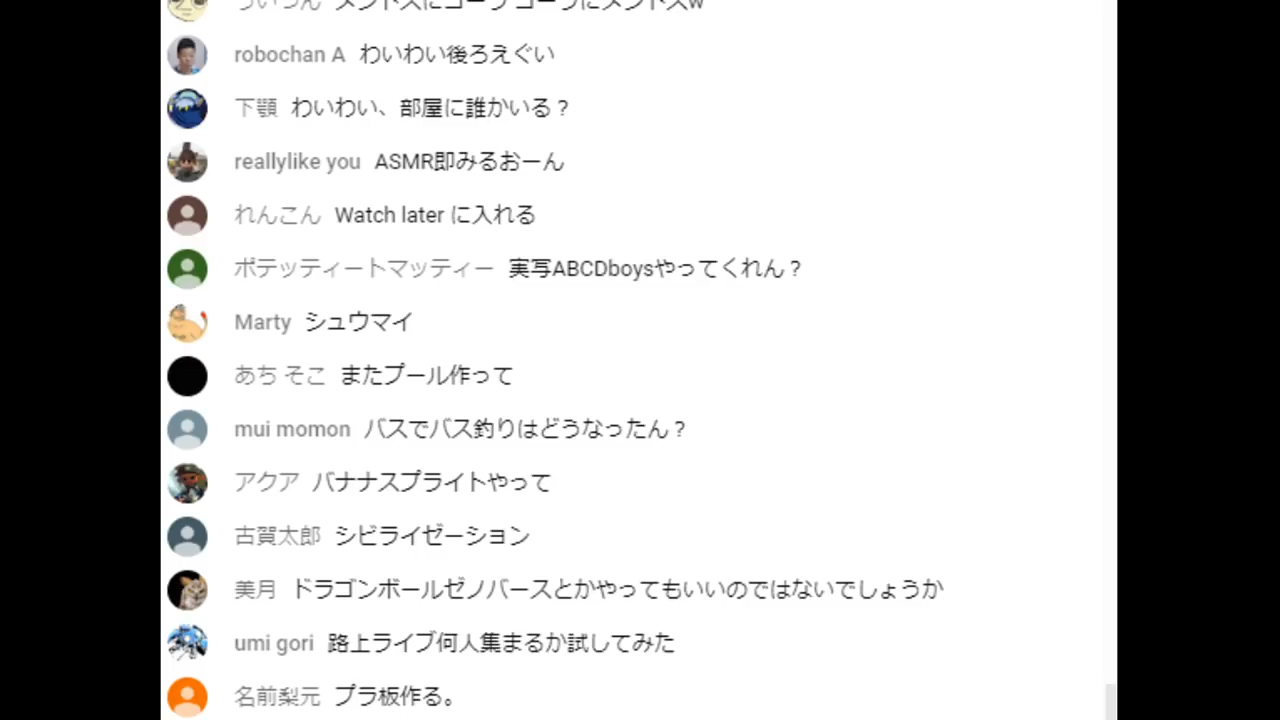 robochan A わいわい後ろえぐい
下顎 わいわい、部屋に誰かいる？
reallylike you ASMR即みるおーん
れんこん Watch later に入れる
ポテッティートマッティー 実写ABCDboysやってくれん？
Marty シュウマイ
あち そこ またプール作って
mui momon バスでバス釣りはどうなったん？
アクア バナナスプライトやって
古賀太郎 シビライゼーション
美月 ドラゴンボールゼノバースとかやってもいいのではないでしょうか
umi gori 路上ライブ何人集まるか試してみた
名前梨元 プラ板作る。